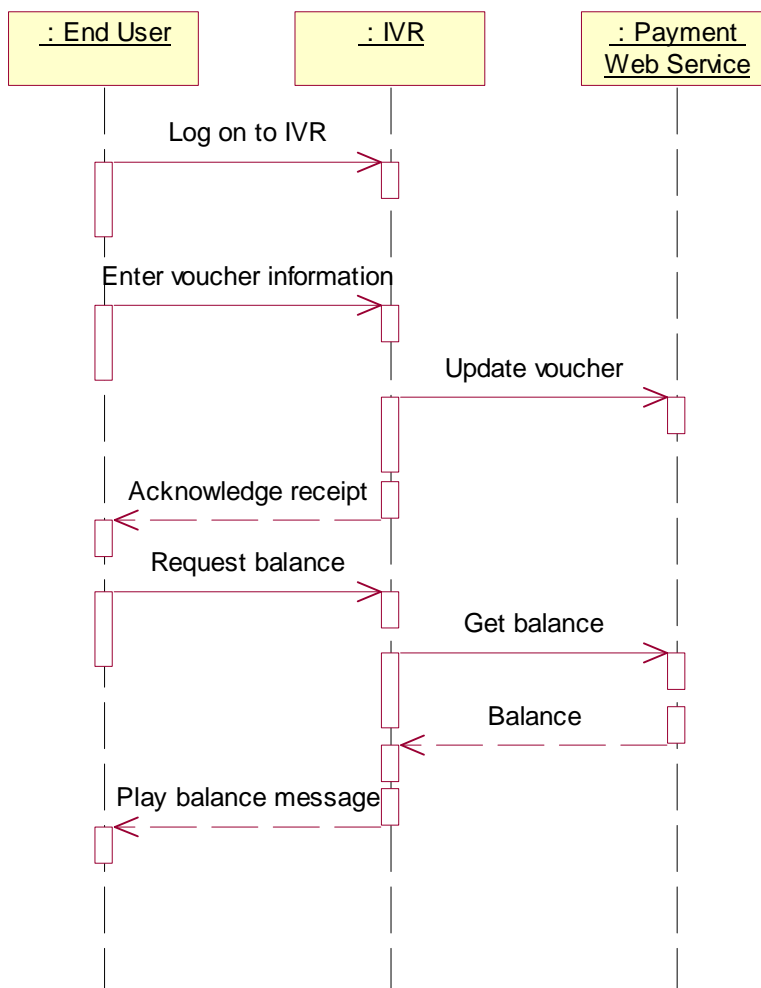 : End User
: IVR
: Payment
Web Service
Log on to IVR
Enter voucher information
Update voucher
Acknowledge receipt
Request balance
Get balance
Balance
Play balance message